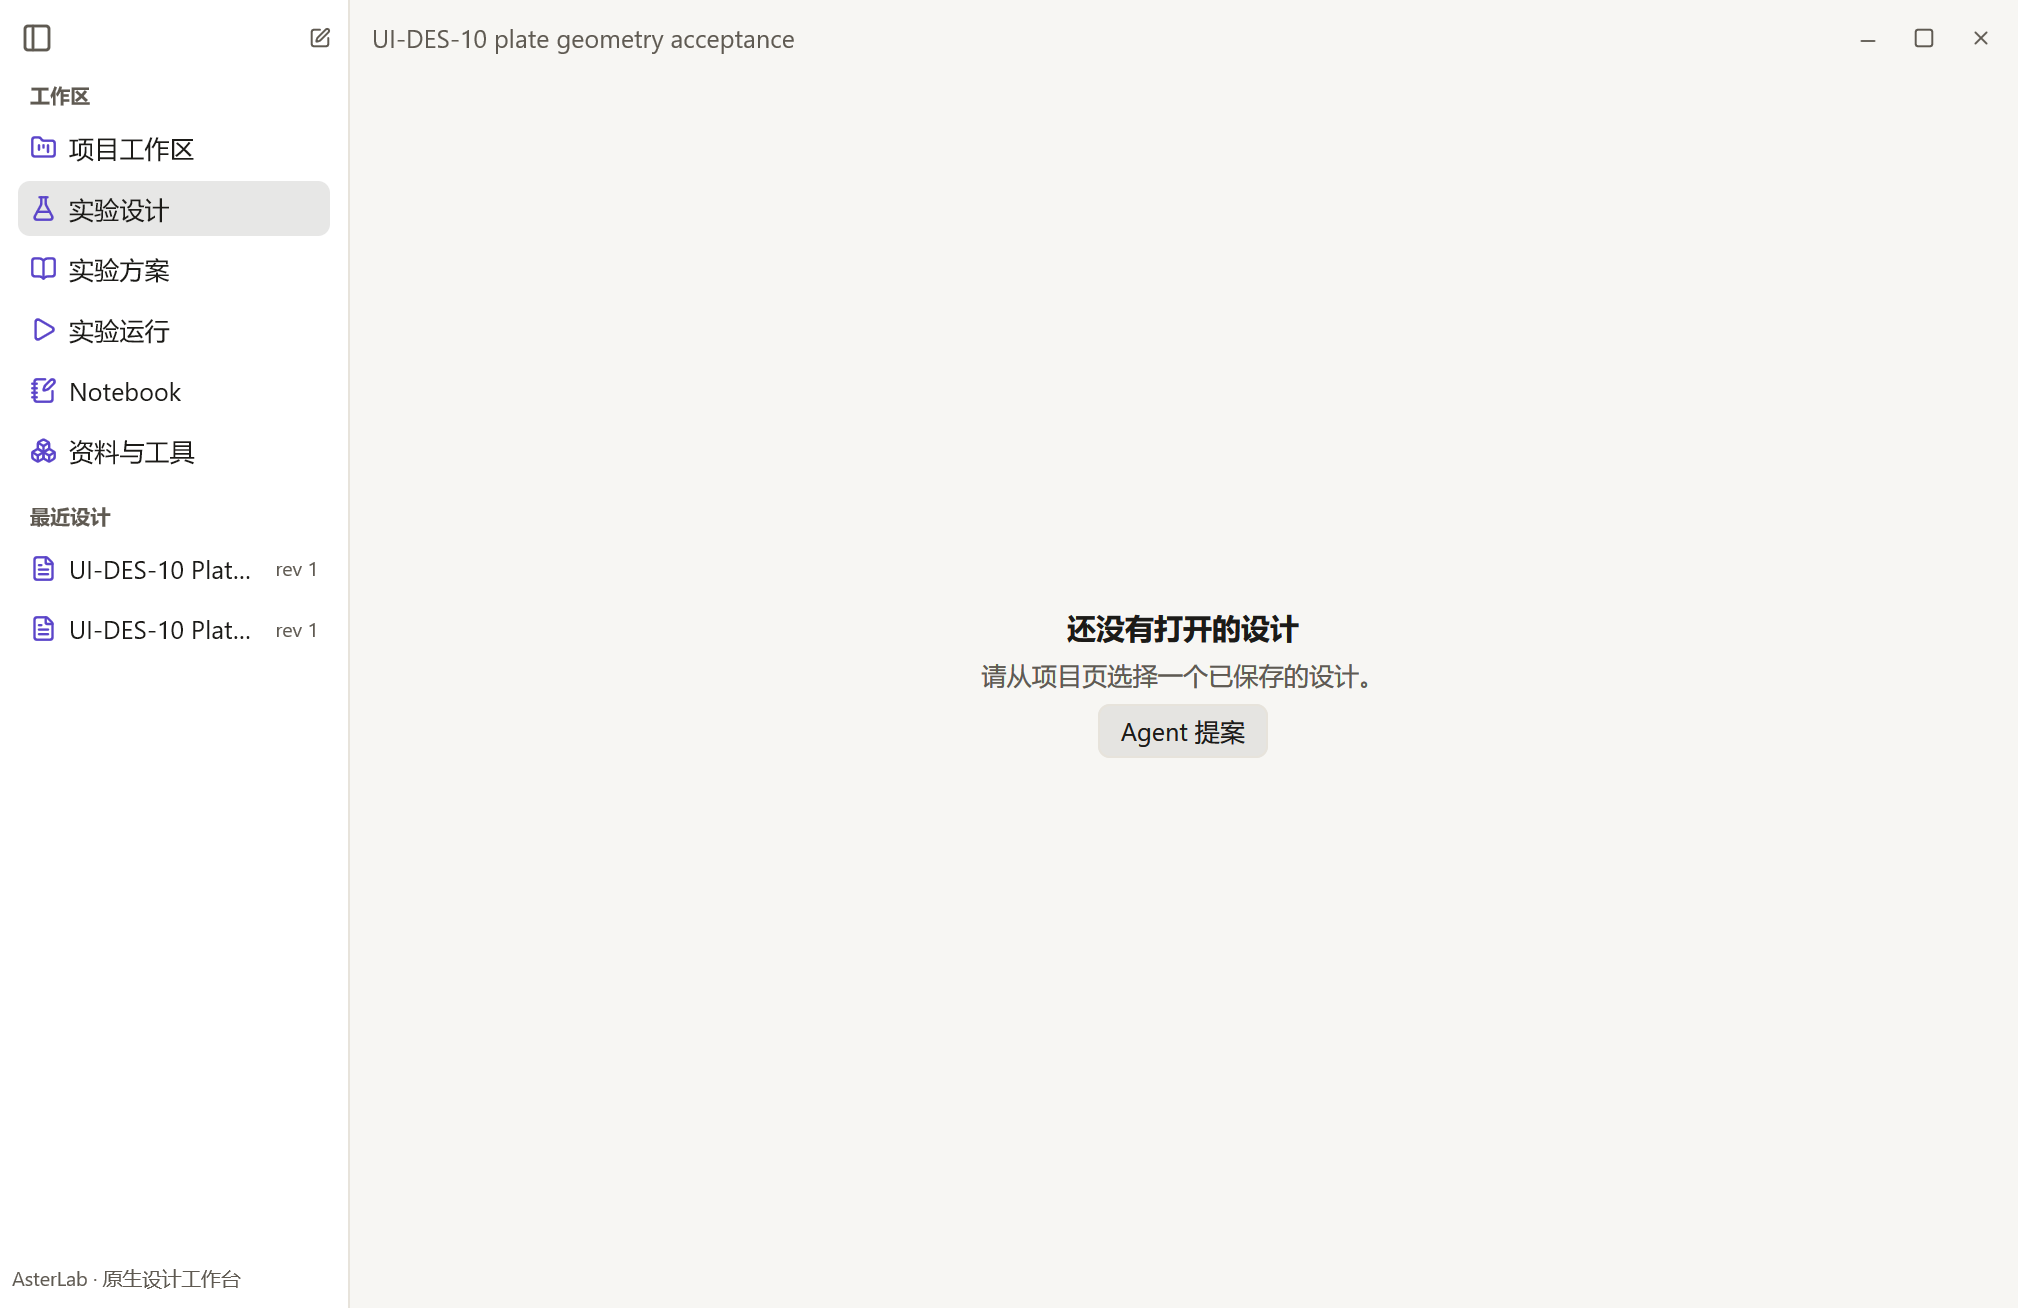 UI-DES-10 plate geometry acceptance
工作区
项目工作区
实验设计
实验方案
实验运行
Notebook
资料与工具
最近设计
UI-DES-10 Plat... rev 1
UI-DES-10 Plat... rev 1
还没有打开的设计
请从项目页选择一个已保存的设计。
Agent 提案
AsterLab · 原生设计工作台